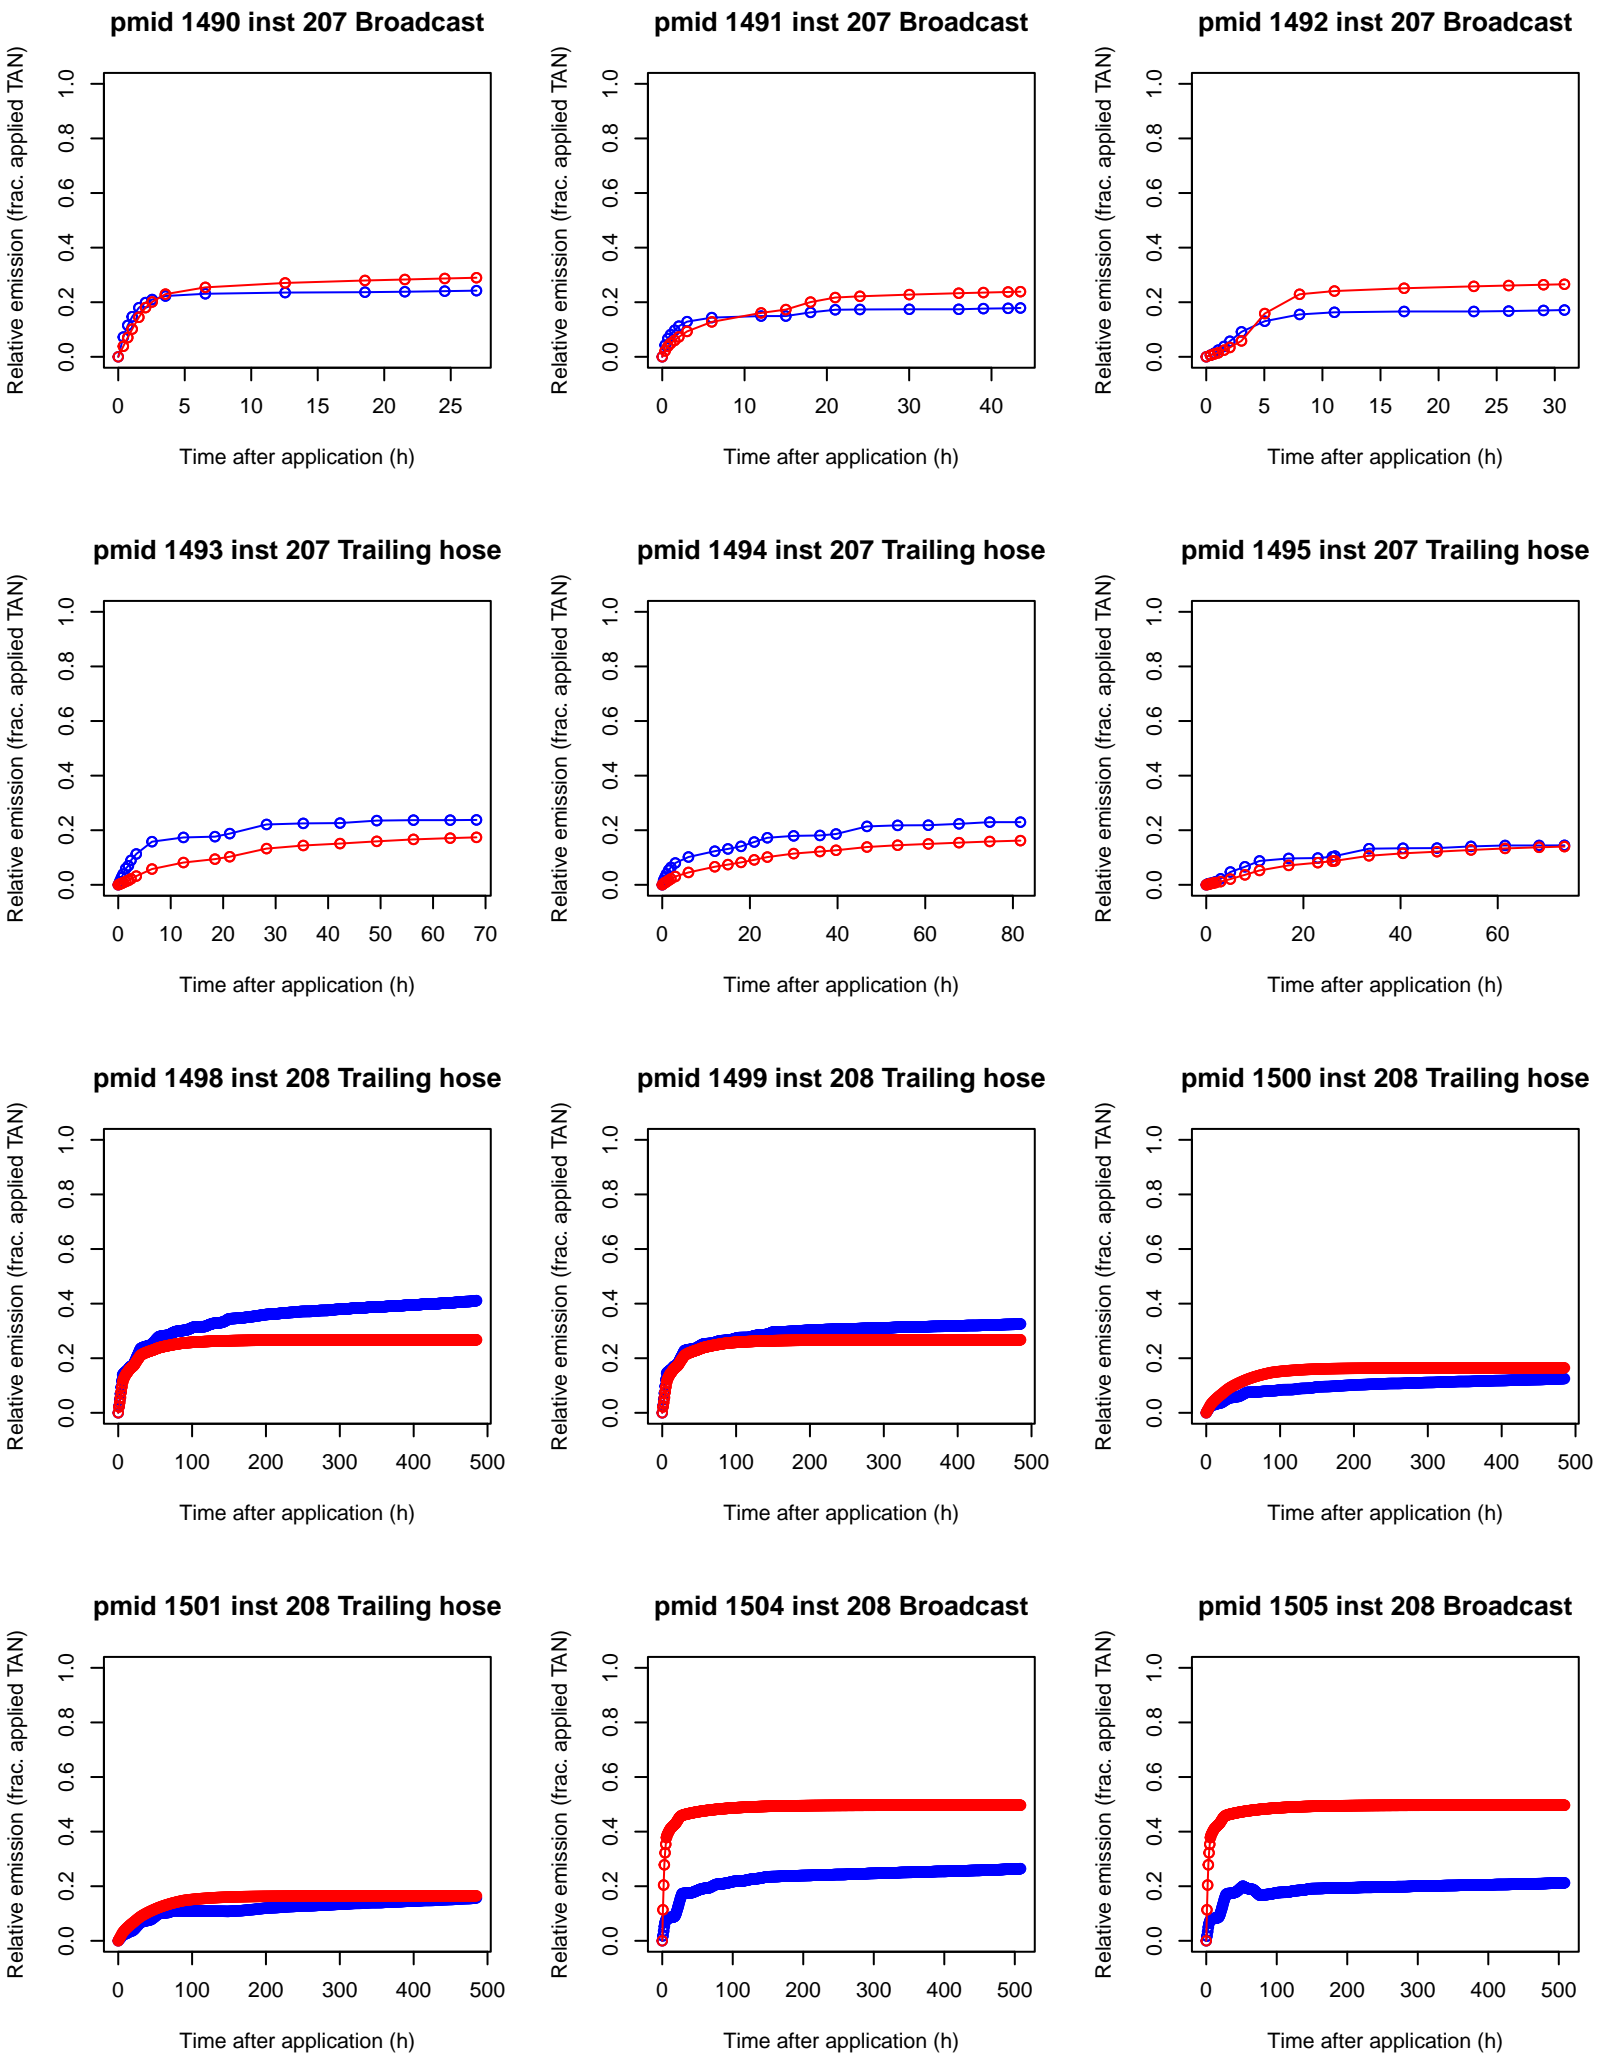 pmid 1490 inst 207 Broadcast
Relative emission (frac. applied TAN)
0.0 0.2 0.4 0.6 0.8 1.0
0 5 10 15 20 25
Time after application (h)
pmid 1491 inst 207 Broadcast
Relative emission (frac. applied TAN)
0.0 0.2 0.4 0.6 0.8 1.0
0 10 20 30 40
Time after application (h)
pmid 1492 inst 207 Broadcast
Relative emission (frac. applied TAN)
0.0 0.2 0.4 0.6 0.8 1.0
0 5 10 15 20 25 30
Time after application (h)
pmid 1493 inst 207 Trailing hose
Relative emission (frac. applied TAN)
0.0 0.2 0.4 0.6 0.8 1.0
0 10 20 30 40 50 60 70
Time after application (h)
pmid 1494 inst 207 Trailing hose
Relative emission (frac. applied TAN)
0.0 0.2 0.4 0.6 0.8 1.0
0 20 40 60 80
Time after application (h)
pmid 1495 inst 207 Trailing hose
Relative emission (frac. applied TAN)
0.0 0.2 0.4 0.6 0.8 1.0
0 20 40 60
Time after application (h)
pmid 1498 inst 208 Trailing hose
Relative emission (frac. applied TAN)
0.0 0.2 0.4 0.6 0.8 1.0
0 100 200 300 400 500
Time after application (h)
pmid 1499 inst 208 Trailing hose
Relative emission (frac. applied TAN)
0.0 0.2 0.4 0.6 0.8 1.0
0 100 200 300 400 500
Time after application (h)
pmid 1500 inst 208 Trailing hose
Relative emission (frac. applied TAN)
0.0 0.2 0.4 0.6 0.8 1.0
0 100 200 300 400 500
Time after application (h)
pmid 1501 inst 208 Trailing hose
Relative emission (frac. applied TAN)
0.0 0.2 0.4 0.6 0.8 1.0
0 100 200 300 400 500
Time after application (h)
pmid 1504 inst 208 Broadcast
Relative emission (frac. applied TAN)
0.0 0.2 0.4 0.6 0.8 1.0
0 100 200 300 400 500
Time after application (h)
pmid 1505 inst 208 Broadcast
Relative emission (frac. applied TAN)
0.0 0.2 0.4 0.6 0.8 1.0
0 100 200 300 400 500
Time after application (h)